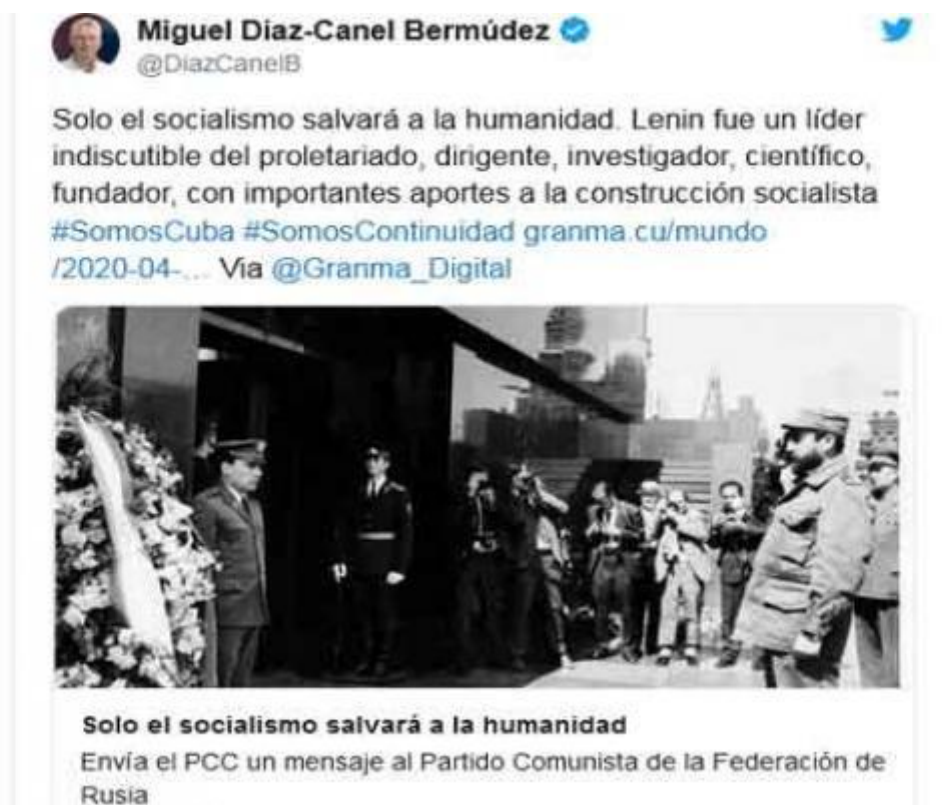 Miguel Díaz-Canel Bermúdez
@DiazCanelB
Solo el socialismo salvará a la humanidad. Lenin fue un líder
indiscutible del proletariado, dirigente, investigador, científico,
fundador, con importantes aportes a la construcción socialista
#SomosCuba #SomosContinuidad granma.cu/mundo
/2020-04-... Via @Granma_Digital
Solo el socialismo salvará a la humanidad
Envía el PCC un mensaje al Partido Comunista de la Federación de
Rusia